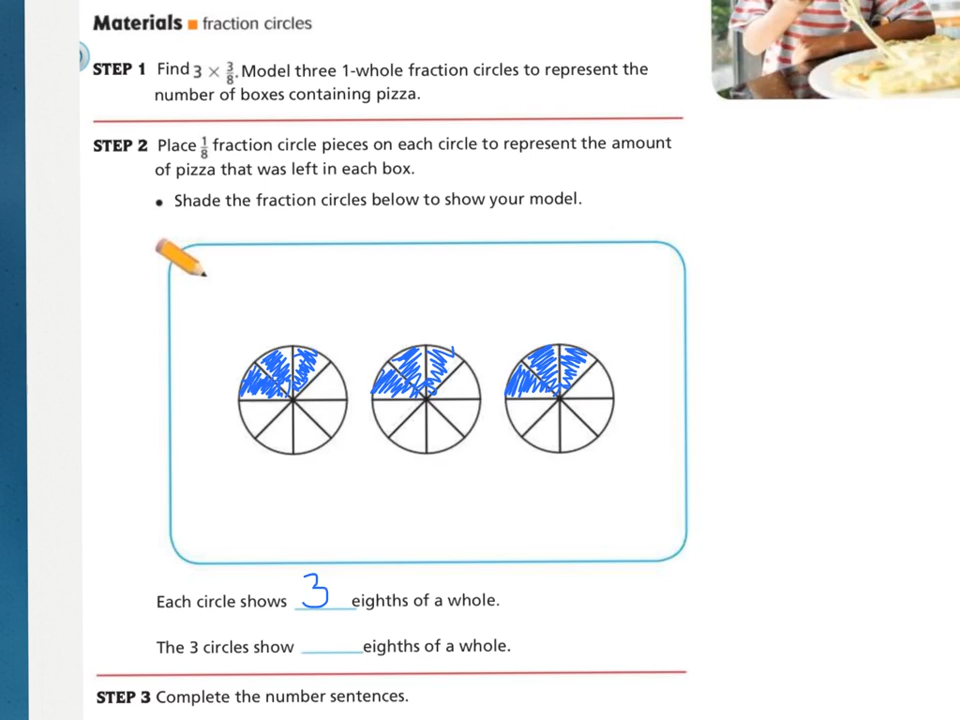 Materials ■ fraction circles
STEP 1 Find 3 × 3/8. Model three 1-whole fraction circles to represent the
number of boxes containing pizza.
STEP 2 Place 1/8 fraction circle pieces on each circle to represent the amount
of pizza that was left in each box.
• Shade the fraction circles below to show your model.
Each circle shows 3 eighths of a whole.
The 3 circles show ______ eighths of a whole.
STEP 3 Complete the number sentences.